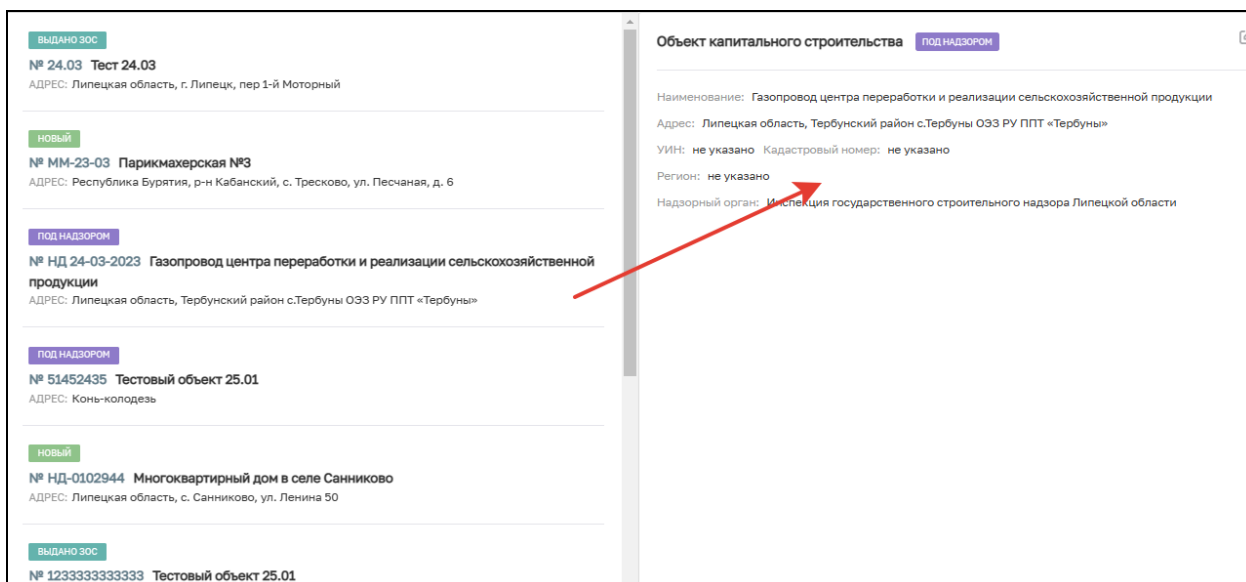 ВЫДАНО ЗОС
№ 24.03 Тест 24.03
АДРЕС: Липецкая область, г. Липецк, пер 1-й Моторный
НОВЫЙ
№ ММ-23-03 Парикмахерская №3
АДРЕС: Республика Бурятия, р-н Кабанский, с. Тресково, ул. Песчаная, д. 6
ПОД НАДЗОРОМ
№ НД 24-03-2023 Газопровод центра переработки и реализации сельскохозяйственной
продукции
АДРЕС: Липецкая область, Тербунский район с.Тербуны ОЭЗ РУ ППТ «Тербуны»
ПОД НАДЗОРОМ
№ 51452435 Тестовый объект 25.01
АДРЕС: Конь-колодезь
НОВЫЙ
№ НД-0102944 Многоквартирный дом в селе Санниково
АДРЕС: Липецкая область, с. Санниково, ул. Ленина 50
ВЫДАНО ЗОС
№ 1233333333333 Тестовый объект 25.01
Объект капитального строительства ПОД НАДЗОРОМ
Наименование: Газопровод центра переработки и реализации сельскохозяйственной продукции
Адрес: Липецкая область, Тербунский район с.Тербуны ОЭЗ РУ ППТ «Тербуны»
УИН: не указано Кадастровый номер: не указано
Регион: не указано
Надзорный орган: Инспекция государственного строительного надзора Липецкой области